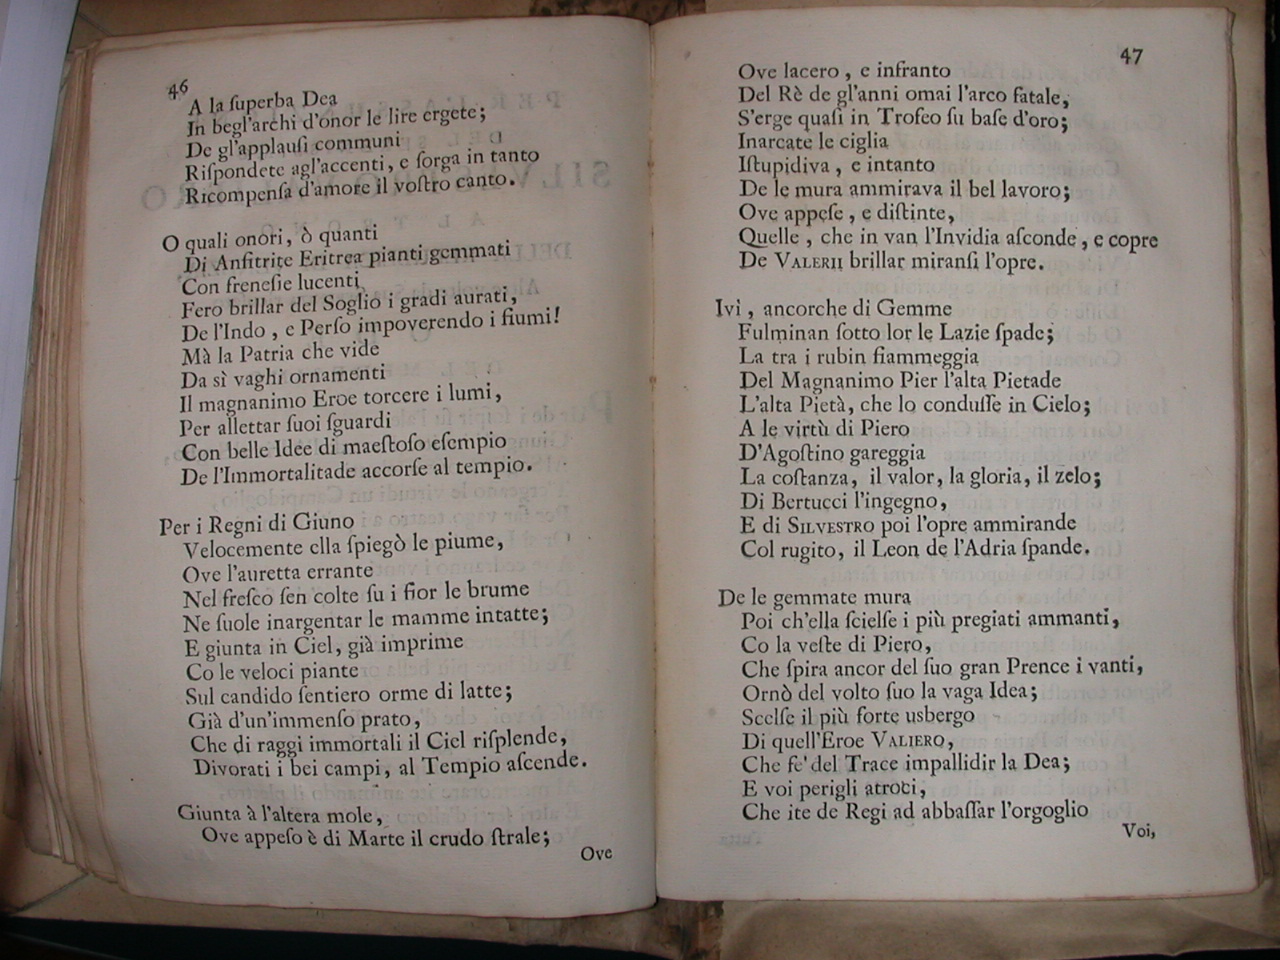 46
A la ſuperba Dea
In begl'archi d'onor le lire ergete;
De gl'applauſi communi
Riſpondete agl'accenti, e ſorga in tanto
Ricompenſa d'amore il voſtro canto.
O quali onori, ò quanti
Di Anfitrite Eritrea pianti gemmati
Con freneſie lucenti
Fero brillar del Soglio i gradi aurati,
De l'Indo, e Perſo impoverendo i fiumi!
Mà la Patria che vide
Da sì vaghi ornamenti
Il magnanimo Eroe torcere i lumi,
Per allettar ſuoi ſguardi
Con belle Idee di maeſtoſo eſempio
De l'Immortalitade accorſe al tempio.
Per i Regni di Giuno
Velocemente ella ſpiegò le piume,
Ove l'auretta errante
Nel freſco ſen colte ſu i fior le brume
Ne ſuole inargentar le mamme intatte;
E giunta in Ciel, già imprime
Co le veloci piante
Sul candido ſentiero orme di latte;
Già d'un'immenſo prato,
Che di raggi immortali il Ciel riſplende,
Divorati i bei campi, al Tempio aſcende.
Giunta à l'altera mole,
Ove appeſo è di Marte il crudo ſtrale;
Ove
47
Ove lacero, e infranto
Del Rè de gl'anni omai l'arco fatale,
S'erge quaſi in Trofeo ſu baſe d'oro;
Inarcate le ciglia
Iſtupidiva, e intanto
De le mura ammirava il bel lavoro;
Ove appeſe, e diſtinte,
Quelle, che in van l'Invidia aſconde, e copre
De VALERII brillar miranſi l'opre.
Ivì, ancorche di Gemme
Fulminan ſotto lor le Lazie ſpade;
La tra i rubin fiammeggia
Del Magnanimo Pier l'alta Pietade
L'alta Pietà, che lo conduſſe in Cielo;
A le virtù di Piero
D'Agoſtino gareggia
La coſtanza, il valor, la gloria, il zelo;
Di Bertucci l'ingegno,
E di SILVESTRO poi l'opre ammirande
Col rugito, il Leon de l'Adria ſpande.
De le gemmate mura
Poi ch'ella ſcielſe i più pregiati ammanti,
Co la veſte di Piero,
Che ſpira ancor del ſuo gran Prence i vanti,
Ornò del volto ſuo la vaga Idea;
Scelſe il più forte usbergo
Di quell'Eroe VALIERO,
Che fe' del Trace impallidir la Dea;
E voi perigli atroci,
Che ite de Regi ad abbaſſar l'orgoglio
Voi,